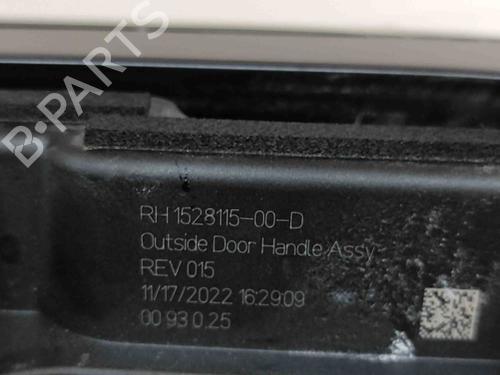 B-PARTS
RH 1528115-00-D
Outside Door Handle Assy
REV 015
11/17/2022 16:29:09
00 93 0.25